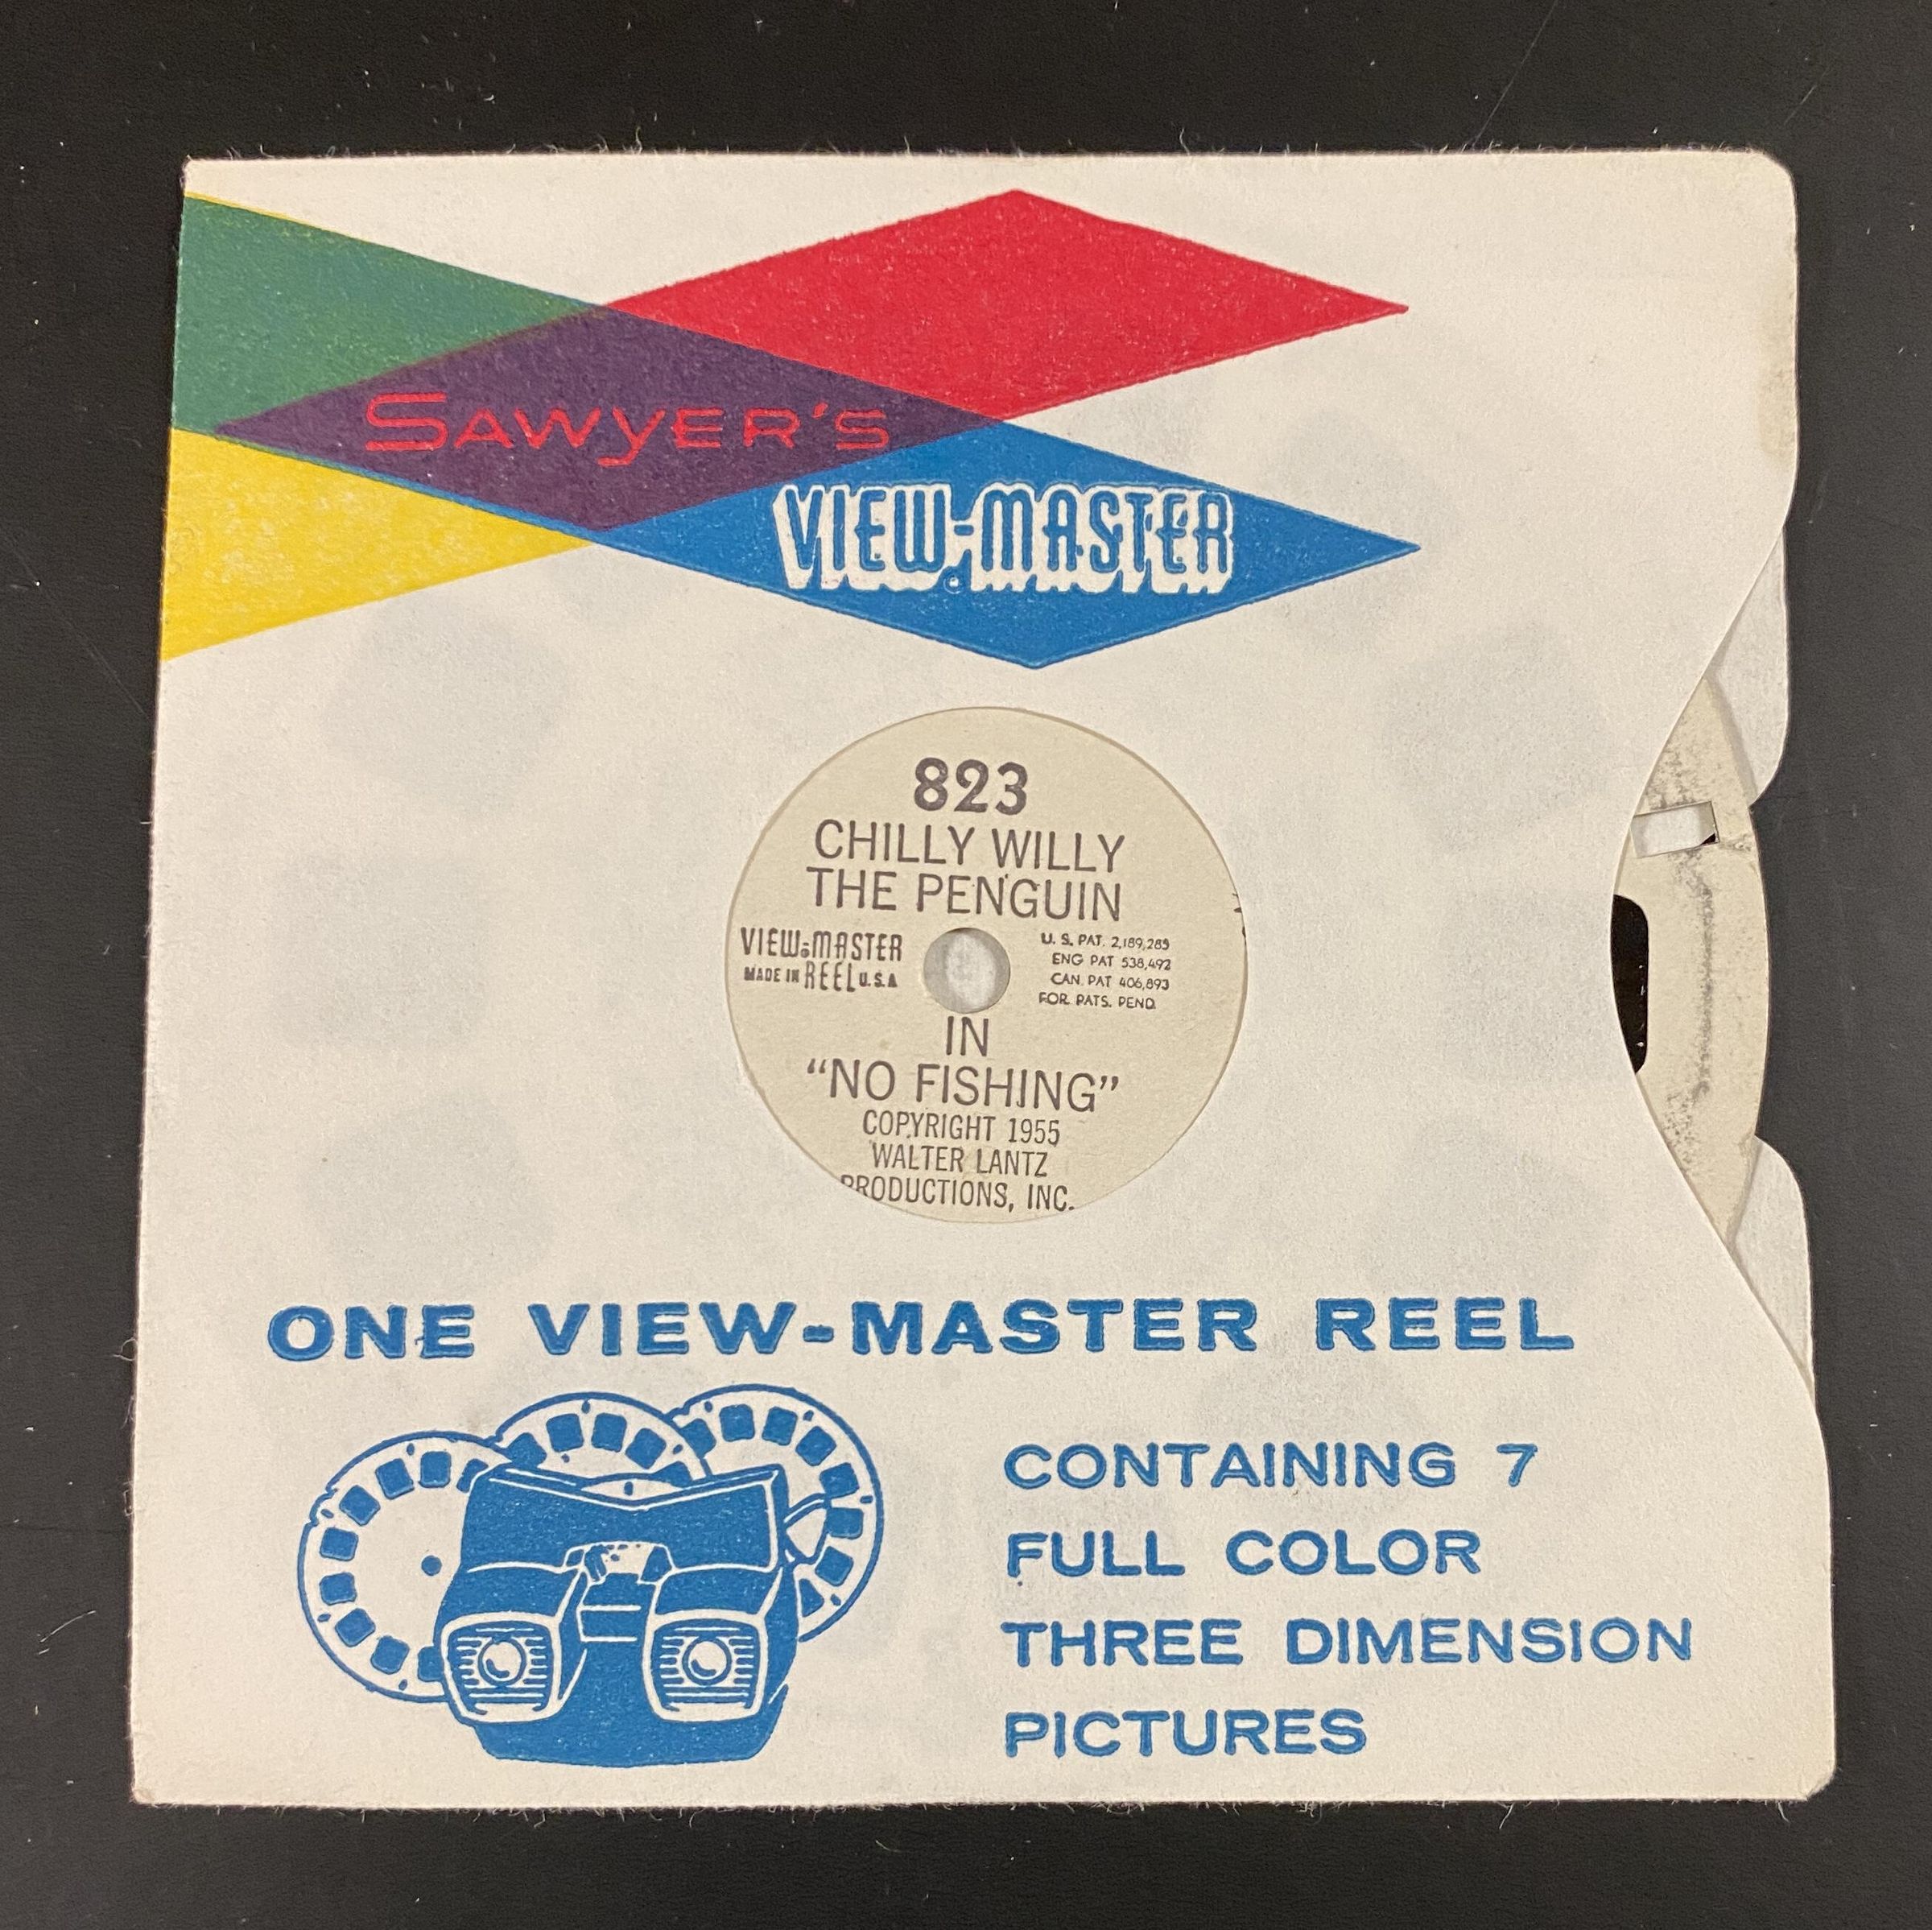 SAWYER'S
VIEW-MASTER
823
CHILLY WILLY
THE PENGUIN
VIEW-MASTER
MADE IN REEL U.S.A
U. S. PAT. 2,189,285
ENG PAT 538,492
CAN. PAT 406,893
FOR. PATS. PEND.
IN
“NO FISHING”
COPYRIGHT 1955
WALTER LANTZ
PRODUCTIONS, INC.
ONE VIEW-MASTER REEL
CONTAINING 7
FULL COLOR
THREE DIMENSION
PICTURES